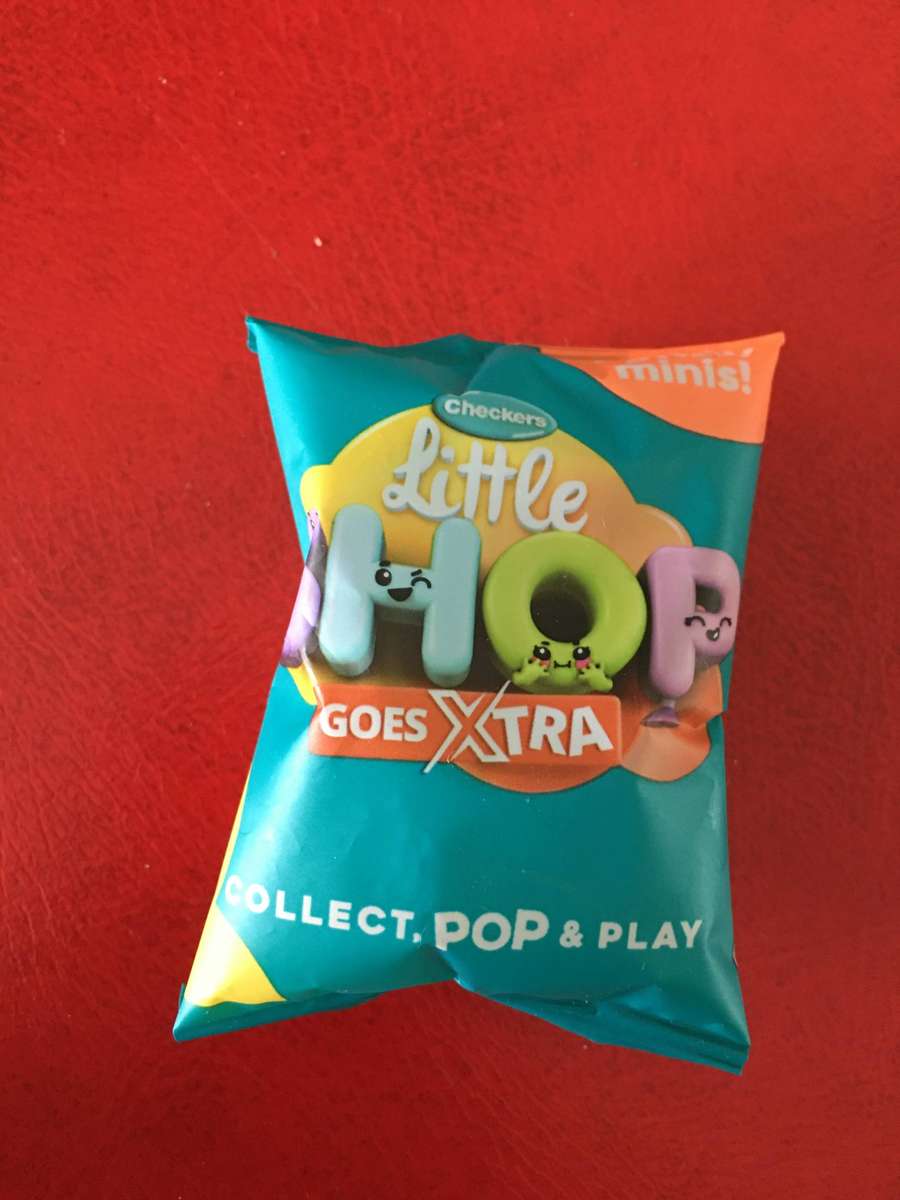 minis!
Checkers
Little
HOP
GOES XTRA
COLLECT, POP & PLAY